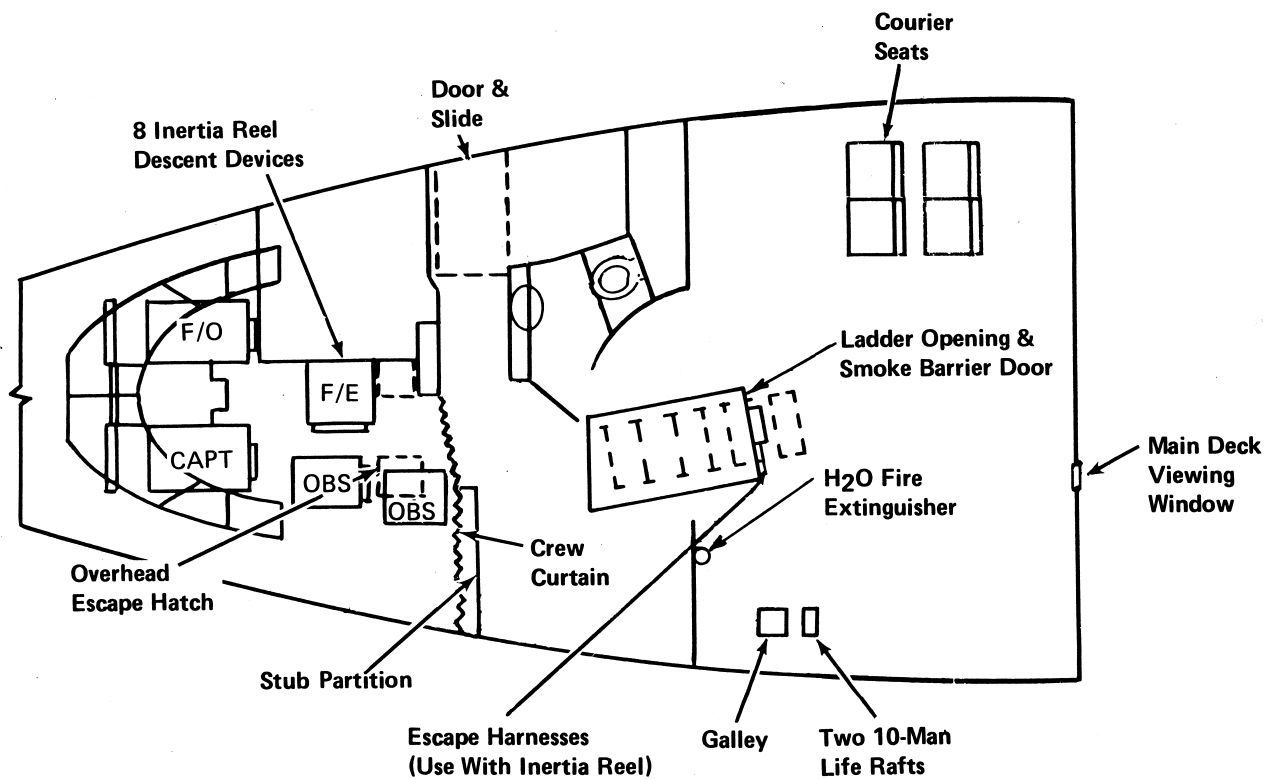 Courier
Seats
Door &
Slide
8 Inertia Reel
Descent Devices
F/O
F/E
CAPT
OBS
OBS
Ladder Opening &
Smoke Barrier Door
Main Deck
Viewing
Window
H2O Fire
Extinguisher
Crew
Curtain
Overhead
Escape Hatch
Stub Partition
Escape Harnesses
(Use With Inertia Reel)
Galley
Two 10-Man
Life Rafts